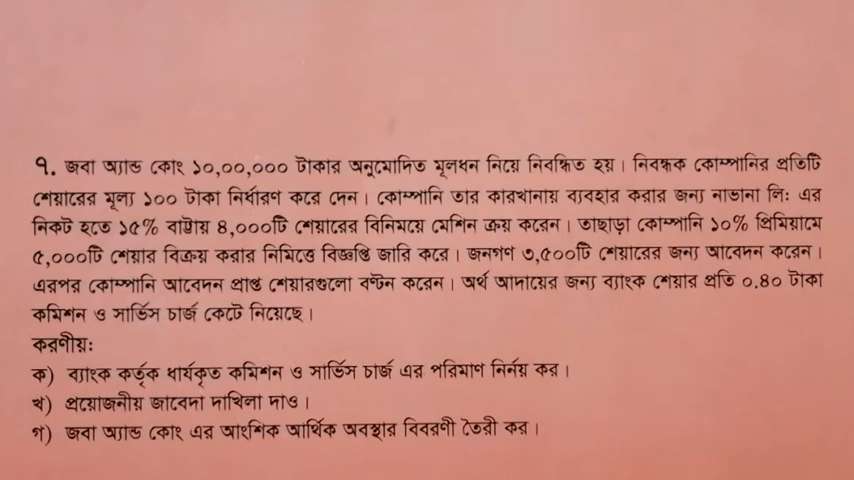 ৭. জবা অ্যান্ড কোং ১০,০০,০০০ টাকার অনুমোদিত মূলধন নিয়ে নিবন্ধিত হয়। নিবন্ধক কোম্পানির প্রতিটি
শেয়ারের মূল্য ১০০ টাকা নির্ধারণ করে দেন। কোম্পানি তার কারখানায় ব্যবহার করার জন্য নাভানা লি: এর
নিকট হতে ১৫% বাট্টায় ৪,০০০টি শেয়ারের বিনিময়ে মেশিন ক্রয় করেন। তাছাড়া কোম্পানি ১০% প্রিমিয়ামে
৫,০০০টি শেয়ার বিক্রয় করার নিমিত্তে বিজ্ঞপ্তি জারি করে। জনগণ ৩,৫০০টি শেয়ারের জন্য আবেদন করেন।
এরপর কোম্পানি আবেদন প্রাপ্ত শেয়ারগুলো বণ্টন করেন। অর্থ আদায়ের জন্য ব্যাংক শেয়ার প্রতি ০.৪০ টাকা
কমিশন ও সার্ভিস চার্জ কেটে নিয়েছে।
করণীয়:
ক) ব্যাংক কর্তৃক ধার্যকৃত কমিশন ও সার্ভিস চার্জ এর পরিমাণ নির্নয় কর।
খ) প্রয়োজনীয় জাবেদা দাখিলা দাও।
গ) জবা অ্যান্ড কোং এর আংশিক আর্থিক অবস্থার বিবরণী তৈরী কর।